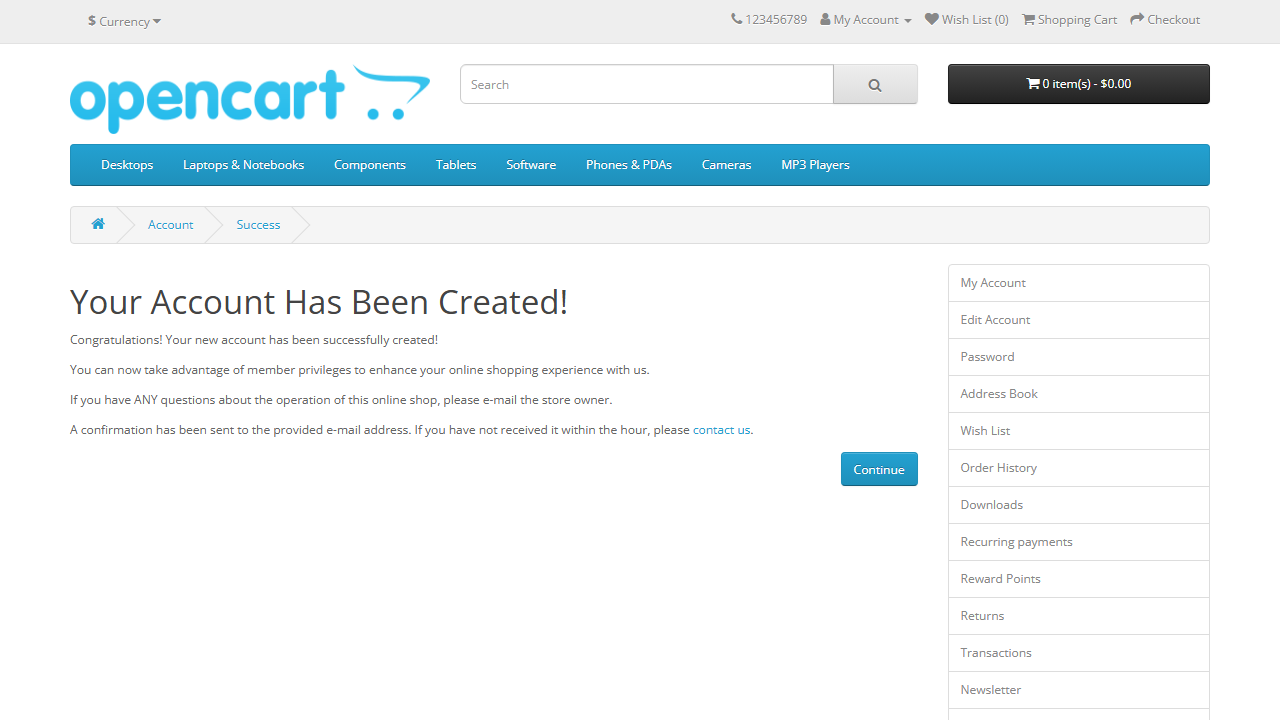 $ Currency
123456789 My Account Wish List (0) Shopping Cart Checkout
opencart
Search
0 item(s) - $0.00
Desktops Laptops & Notebooks Components Tablets Software Phones & PDAs Cameras MP3 Players
Account Success
Your Account Has Been Created!
Congratulations! Your new account has been successfully created!
You can now take advantage of member privileges to enhance your online shopping experience with us.
If you have ANY questions about the operation of this online shop, please e-mail the store owner.
A confirmation has been sent to the provided e-mail address. If you have not received it within the hour, please contact us.
Continue
My Account
Edit Account
Password
Address Book
Wish List
Order History
Downloads
Recurring payments
Reward Points
Returns
Transactions
Newsletter